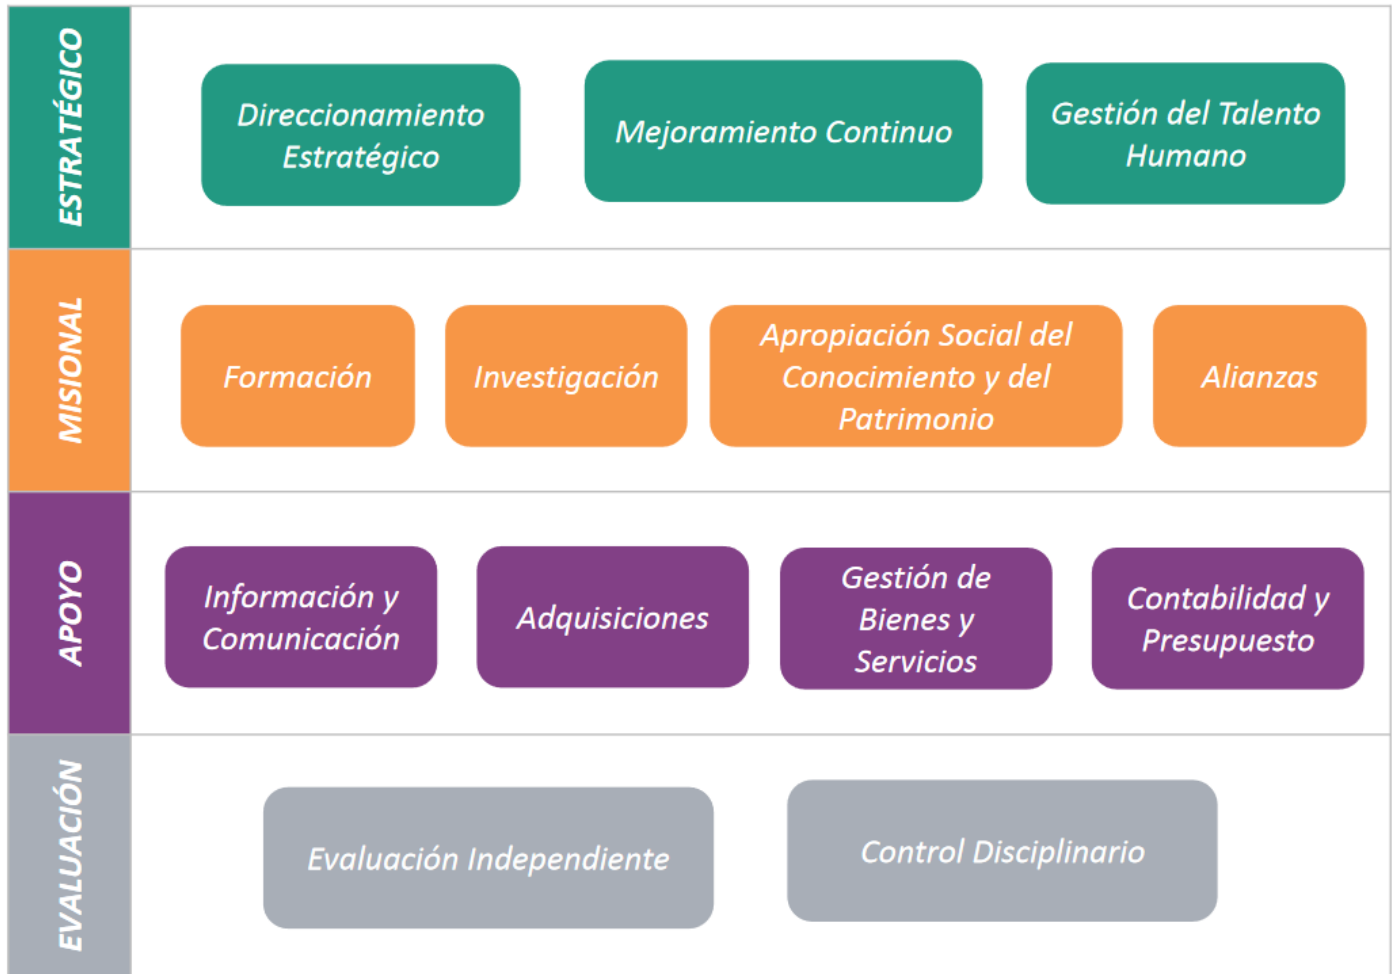 ESTRATÉGICO
Direccionamiento
Estratégico
Mejoramiento Continuo
Gestión del Talento
Humano
MISIONAL
Formación
Investigación
Apropiación Social del
Conocimiento y del
Patrimonio
Alianzas
APOYO
Información y
Comunicación
Adquisiciones
Gestión de
Bienes y
Servicios
Contabilidad y
Presupuesto
EVALUACIÓN
Evaluación Independiente
Control Disciplinario